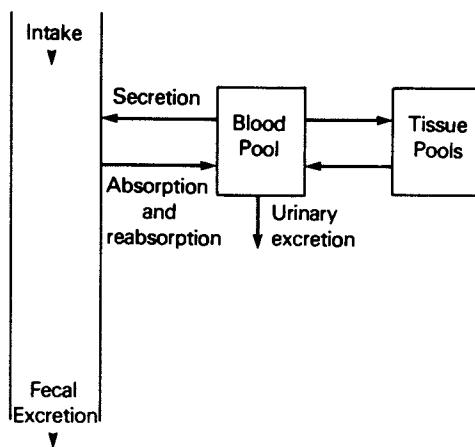 Intake
Secretion
Blood
Pool
Tissue
Pools
Absorption
and
reabsorption
Urinary
excretion
Fecal
Excretion